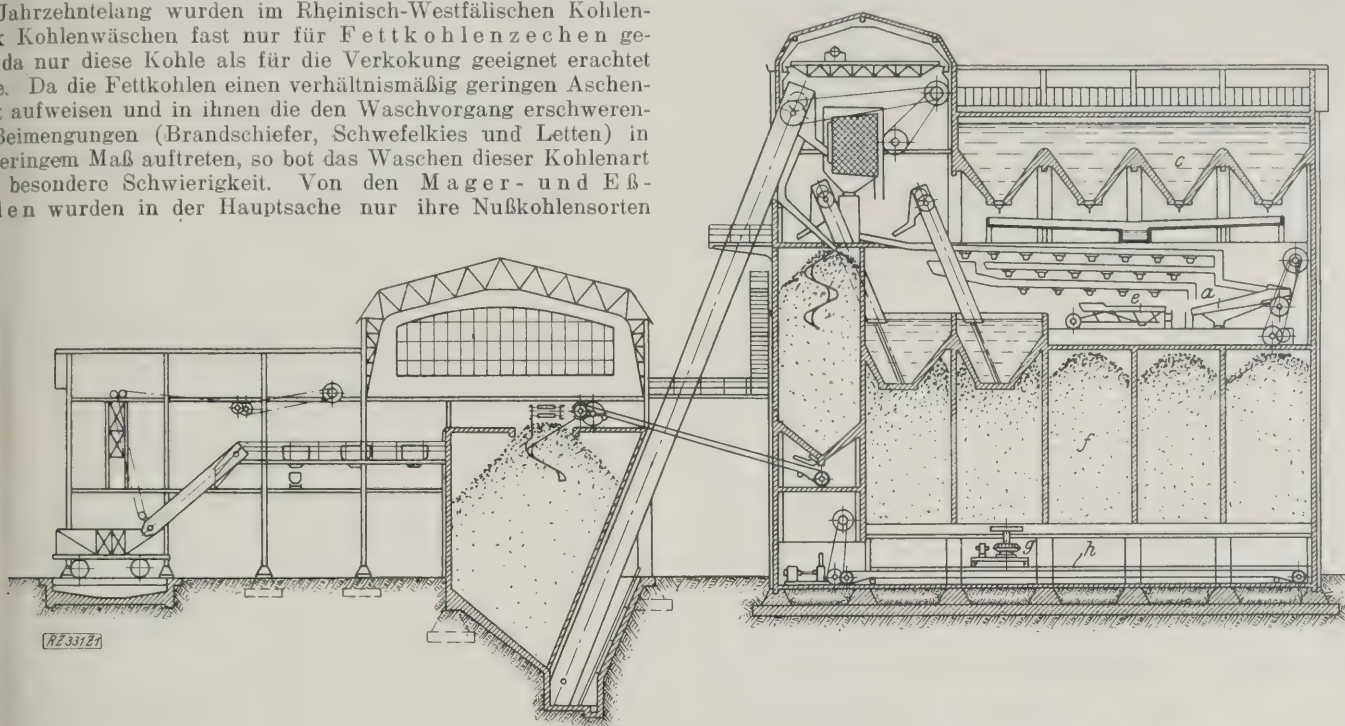 Jahrzehntelang wurden im Rheinisch-Westfälischen Kohlen-
Kohlenwäschen fast nur für Fettkohlenzechen ge-
da nur diese Kohle als für die Verkokung geeignet erachtet
Da die Fettkohlen einen verhältnismäßig geringen Aschen-
aufweisen und in ihnen die den Waschvorgang erschweren-
Beimengungen (Brandschiefer, Schwefelkies und Letten) in
eringem Maß auftreten, so bot das Waschen dieser Kohlenart
besondere Schwierigkeit. Von den Mager- und Eß-
len wurden in der Hauptsache nur ihre Nußkohlensorten
c
e
a
f
g
h
RZ331Z1